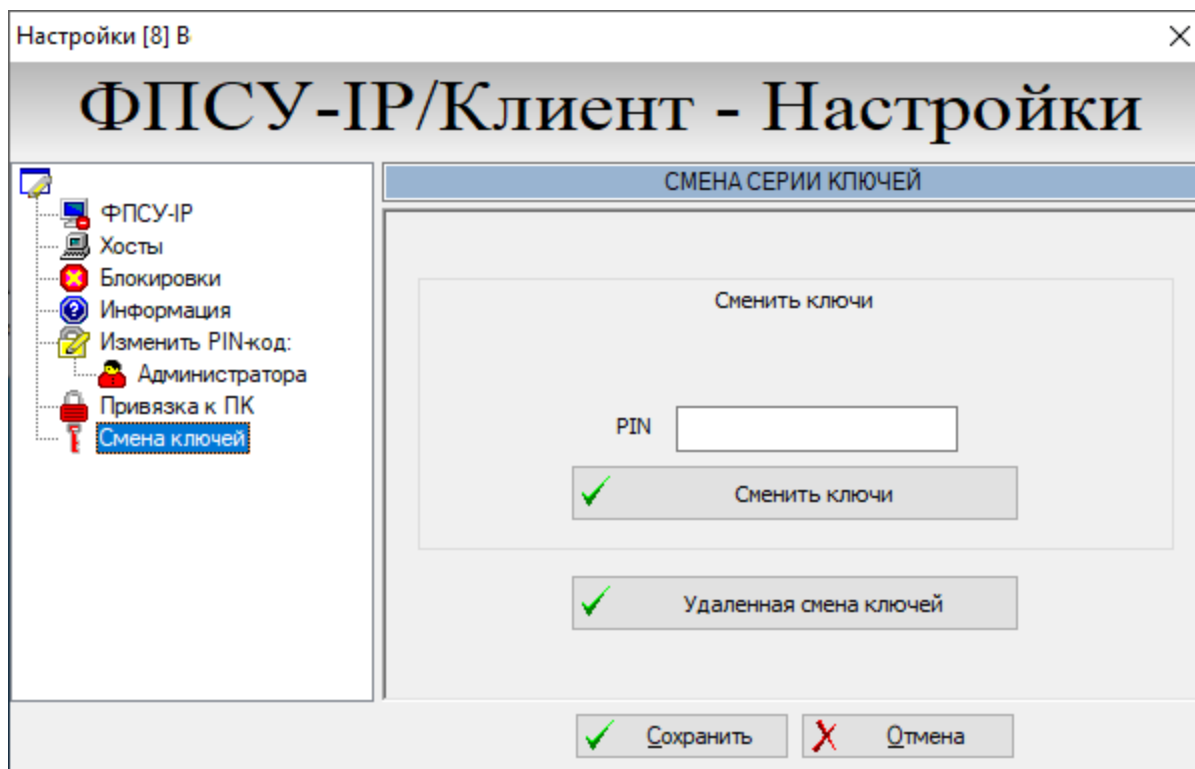 Настройки [8] В
ФПСУ-IP/Клиент - Настройки
ФПСУ-IP
Хосты
Блокировки
Информация
Изменить PIN-код:
Администратора
Привязка к ПК
Смена ключей
СМЕНА СЕРИИ КЛЮЧЕЙ
Сменить ключи
PIN
Сменить ключи
Удаленная смена ключей
Сохранить
Отмена